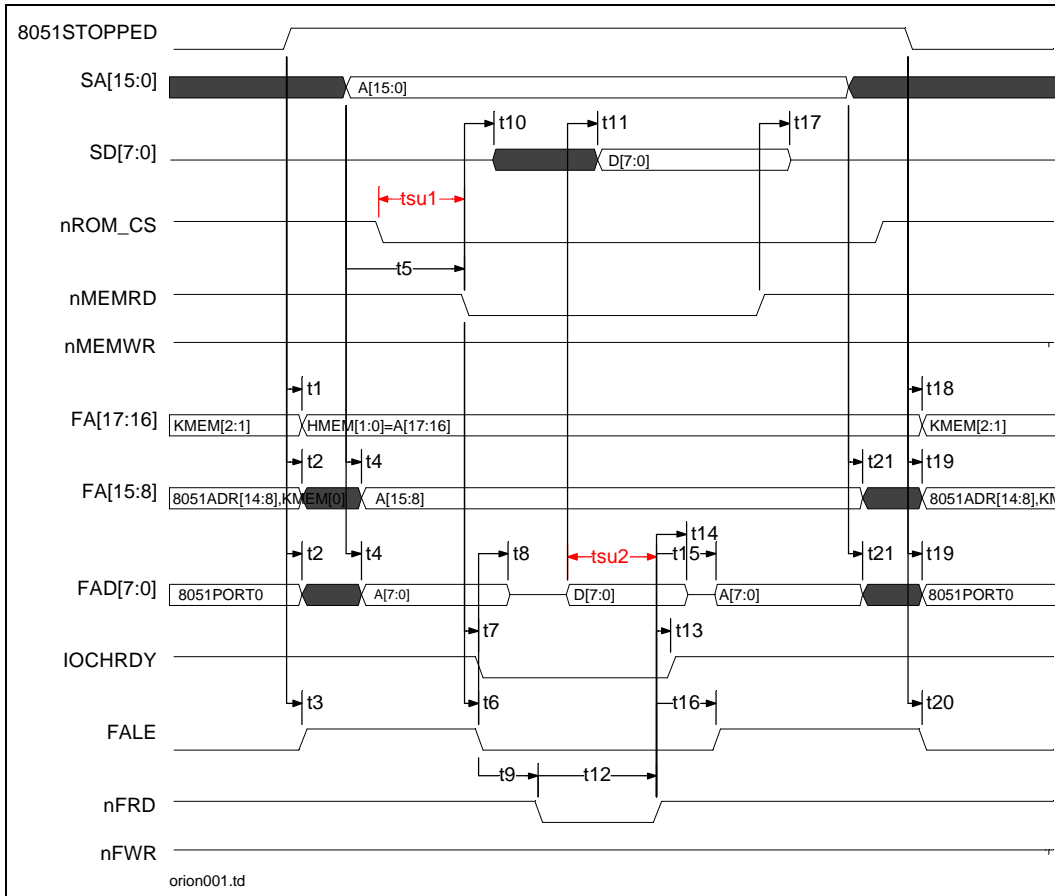 8051STOPPED
SA[15:0]
A[15:0]
t10
t11
t17
SD[7:0]
D[7:0]
tsu1
nROM_CS
t5
nMEMRD
nMEMWR
t1
t18
FA[17:16]
KMEM[2:1]
HMEM[1:0]=A[17:16]
KMEM[2:1]
t2
t4
t21
t19
FA[15:8]
8051ADR[14:8],KMEM[0]
A[15:8]
8051ADR[14:8],KM
t14
t2
t4
t8
tsu2
t15
t21
t19
FAD[7:0]
8051PORT0
A[7:0]
D[7:0]
A[7:0]
8051PORT0
t7
t13
IOCHRDY
t3
t6
t16
t20
FALE
t9
t12
nFRD
nFWR
orion001.td